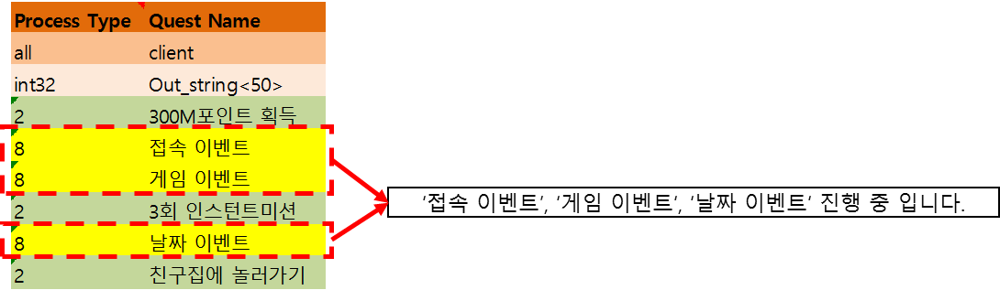 Process Type Quest Name
all client
int32 Out_string<50>
2 300M포인트 획득
8 접속 이벤트
8 게임 이벤트
2 3회 인스턴트미션
8 날짜 이벤트
2 친구집에 놀러가기
‘접속 이벤트’, ‘게임 이벤트’, ‘날짜 이벤트‘ 진행 중 입니다.